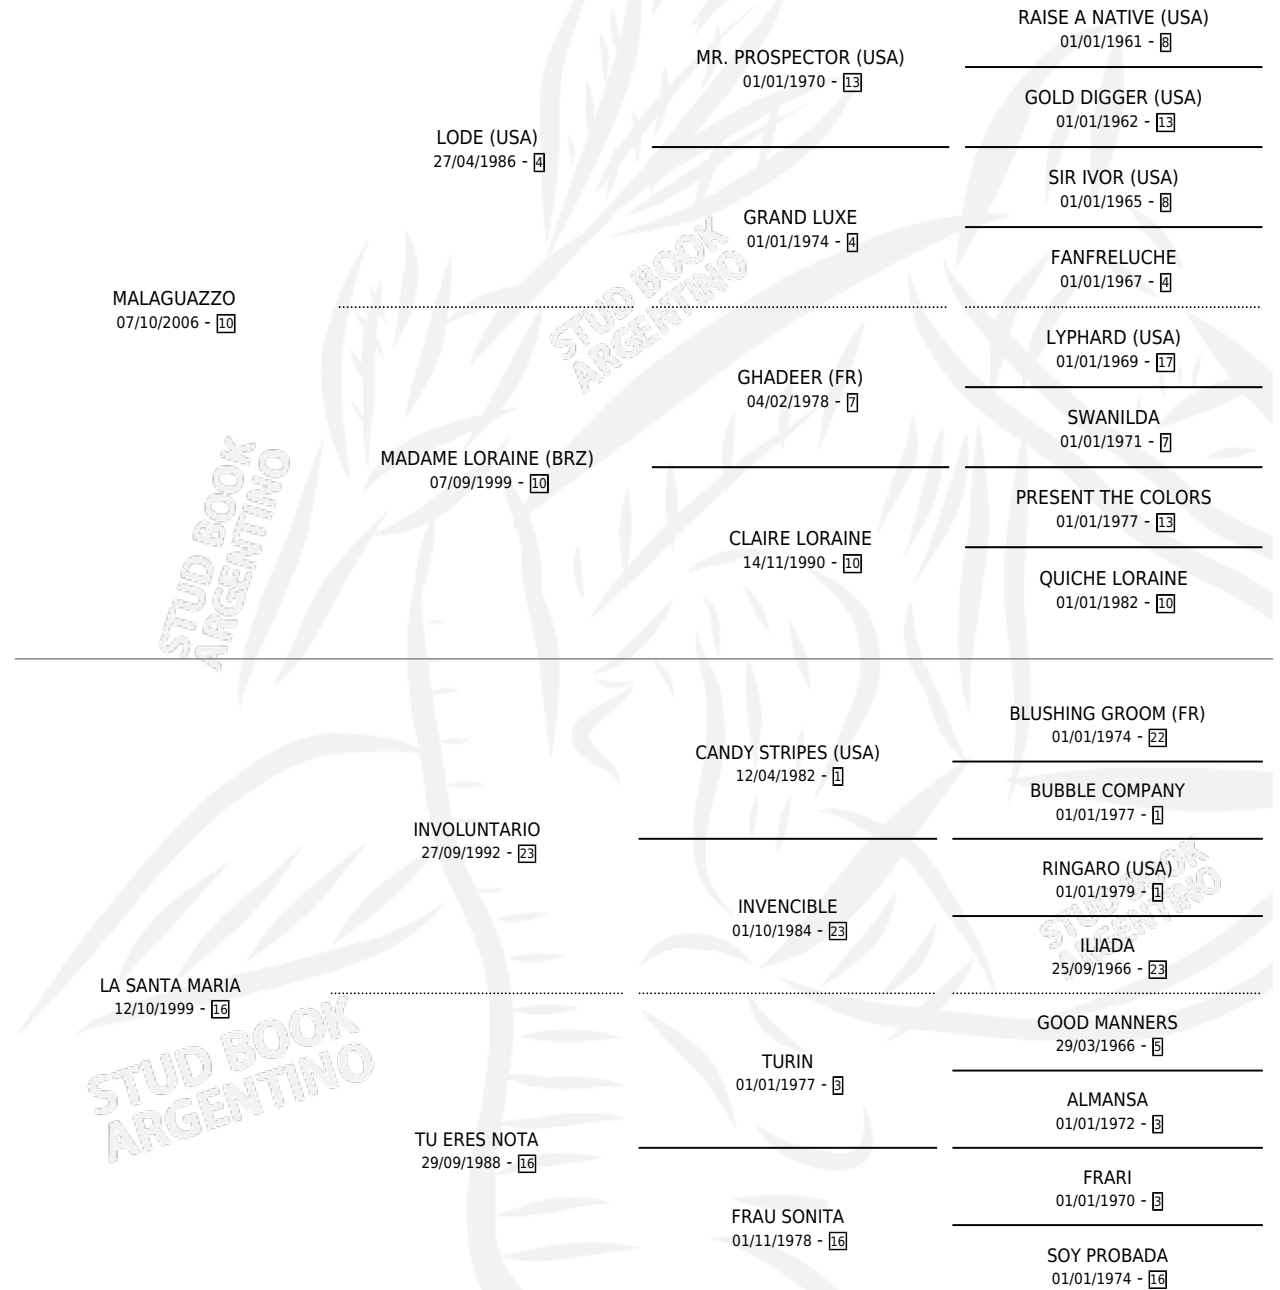 RAISE A NATIVE (USA)
01/01/1961 - 8
MR. PROSPECTOR (USA)
01/01/1970 - 13
GOLD DIGGER (USA)
01/01/1962 - 13
LODE (USA)
27/04/1986 - 4
SIR IVOR (USA)
01/01/1965 - 8
GRAND LUXE
01/01/1974 - 4
FANFRELUCHE
01/01/1967 - 4
MALAGUAZZO
07/10/2006 - 10
LYPHARD (USA)
01/01/1969 - 17
GHADEER (FR)
04/02/1978 - 7
SWANILDA
01/01/1971 - 7
MADAME LORAINE (BRZ)
07/09/1999 - 10
PRESENT THE COLORS
01/01/1977 - 13
CLAIRE LORAINE
14/11/1990 - 10
QUICHE LORAINE
01/01/1982 - 10
BLUSHING GROOM (FR)
01/01/1974 - 22
CANDY STRIPES (USA)
12/04/1982 - 1
BUBBLE COMPANY
01/01/1977 - 1
INVOLUNTARIO
27/09/1992 - 23
RINGARO (USA)
01/01/1979 - 1
INVENCIBLE
01/10/1984 - 23
ILIADA
25/09/1966 - 23
LA SANTA MARIA
12/10/1999 - 16
GOOD MANNERS
29/03/1966 - 5
TURIN
01/01/1977 - 3
ALMANSA
01/01/1972 - 3
TU ERES NOTA
29/09/1988 - 16
FRARI
01/01/1970 - 3
FRAU SONITA
01/11/1978 - 16
SOY PROBADA
01/01/1974 - 16
STUD BOOK
ARGENTINO
STUD BOOK
ARGENTINO
STUD BOOK
ARGENTINO
STUD BOOK
ARGENTINO